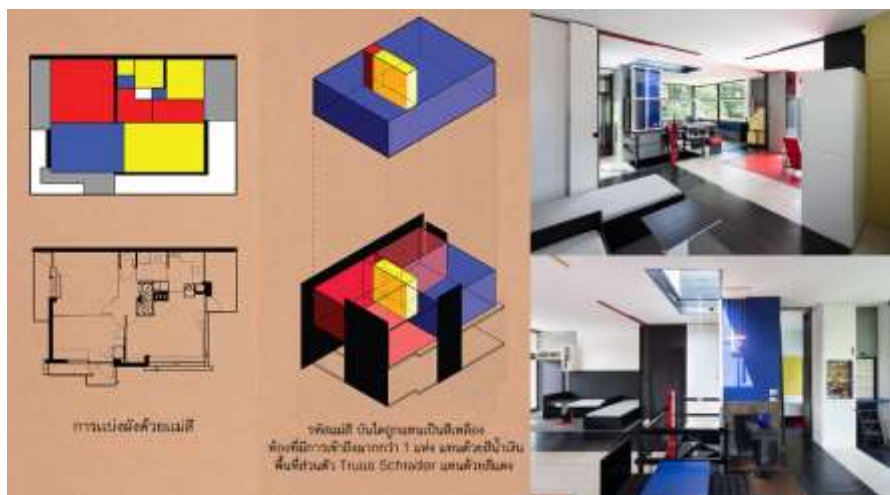 การแบ่งผังด้วยแม่สี
รหัสแม่สี บันไดถูกแทนเป็นสีเหลือง
ห้องที่มีการเข้าถึงมากกว่า 1 แห่ง แทนด้วยสีน้ำเงิน
พื้นที่ส่วนตัว Truus Schrader แทนด้วยสีแดง